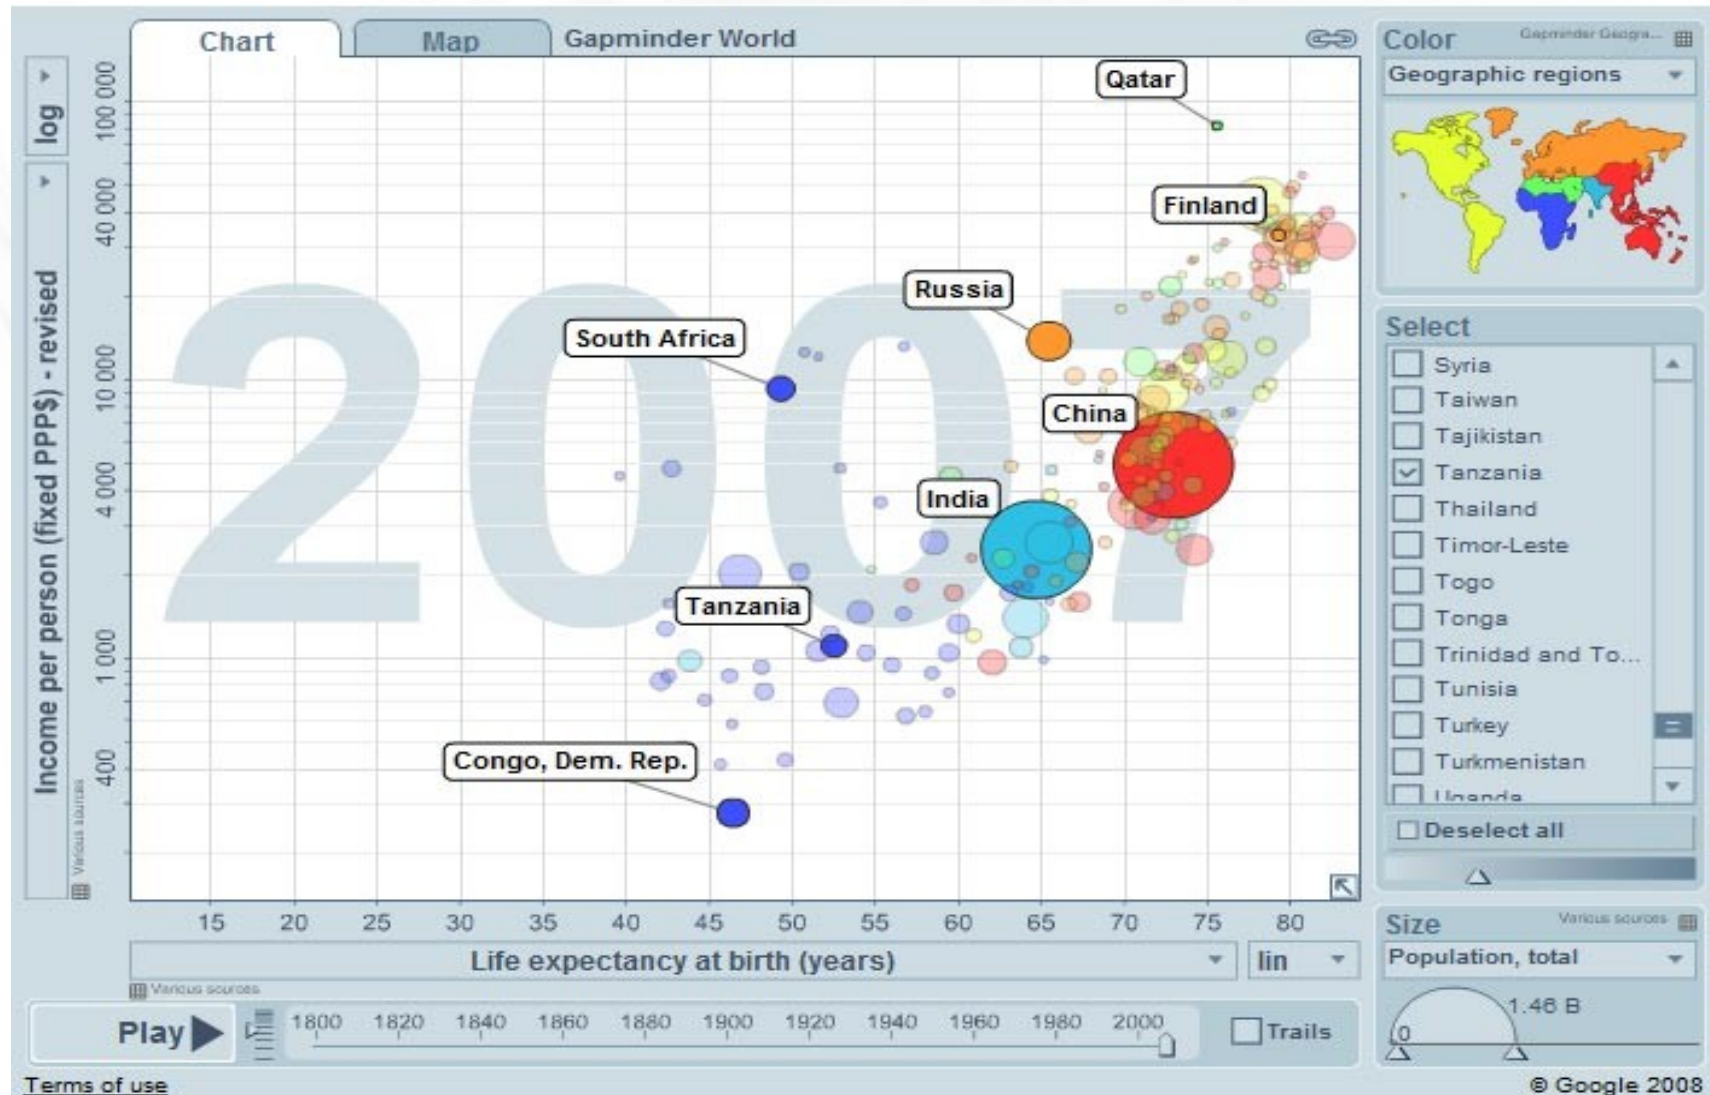 Chart
Map
Gapminder World
Color
Gapminder Geogra...
Geographic regions
log
Income per person (fixed PPP$) - revised
Various sources
100 000
40 000
10 000
4 000
1 000
400
2007
Qatar
Finland
Russia
South Africa
China
India
Tanzania
Congo, Dem. Rep.
15 20 25 30 35 40 45 50 55 60 65 70 75 80
Life expectancy at birth (years)
lin
Various sources
Select
Syria
Taiwan
Tajikistan
Tanzania
Thailand
Timor-Leste
Togo
Tonga
Trinidad and To...
Tunisia
Turkey
Turkmenistan
Uganda
Deselect all
Size
Various sources
Population, total
1.46 B
0
Play
1800 1820 1840 1860 1880 1900 1920 1940 1960 1980 2000
Trails
Terms of use
© Google 2008